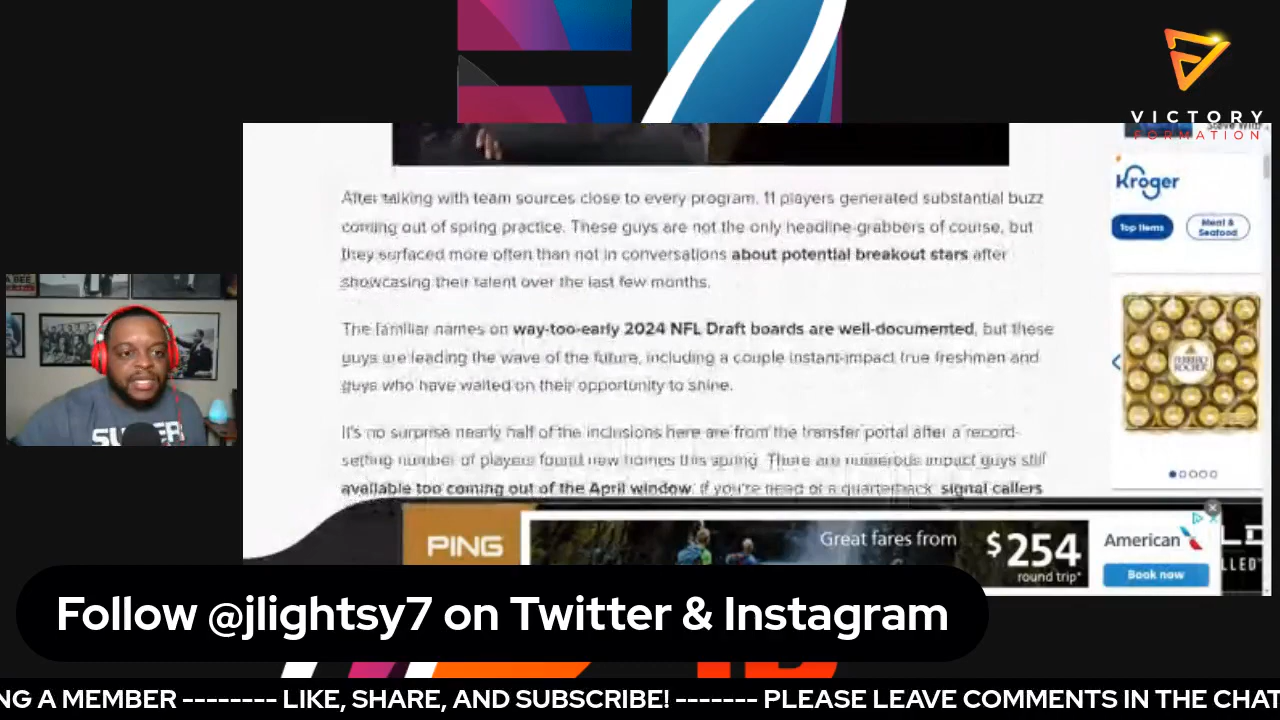 VICTORY
FORMATION
Kroger
Top Items
Meat &
Seafood
After talking with team sources close to every program, 11 players generated substantial buzz
coming out of spring practice. These guys are not the only headline-grabbers of course, but
they surfaced more often than not in conversations about potential breakout stars after
showcasing their talent over the last few months.
The familiar names on way-too-early 2024 NFL Draft boards are well-documented, but these
guys are leading the wave of the future, including a couple instant-impact true freshmen and
guys who have waited on their opportunity to shine.
It's no surprise nearly half of the inclusions here are from the transfer portal after a record-
setting number of players found new homes this spring. There are numerous impact guys still
available too coming out of the April window. If you're need of a quarterback, signal callers
FERRERO
ROCHER
PING
Great fares from
$254
round trip*
American
Book now
Follow @jlightsy7 on Twitter & Instagram
NG A MEMBER -------- LIKE, SHARE, AND SUBSCRIBE! ------- PLEASE LEAVE COMMENTS IN THE CHAT